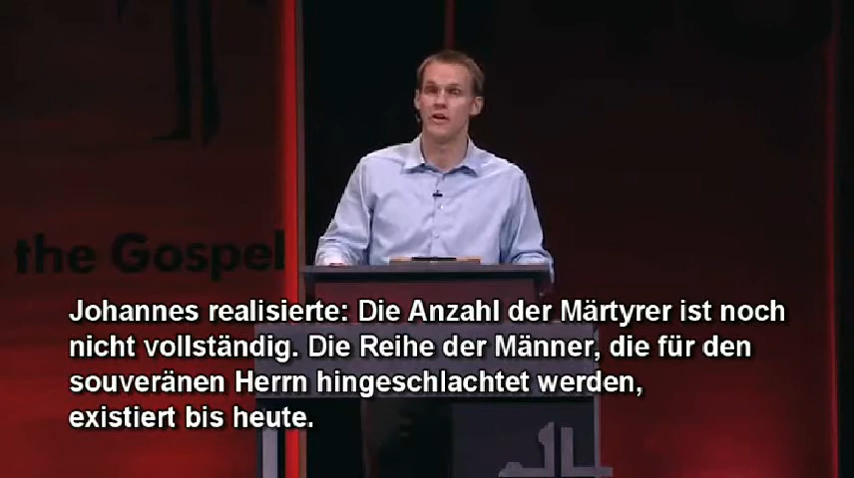 the Gospel
Johannes realisierte: Die Anzahl der Märtyrer ist noch
nicht vollständig. Die Reihe der Männer, die für den
souveränen Herrn hingeschlachtet werden,
existiert bis heute.